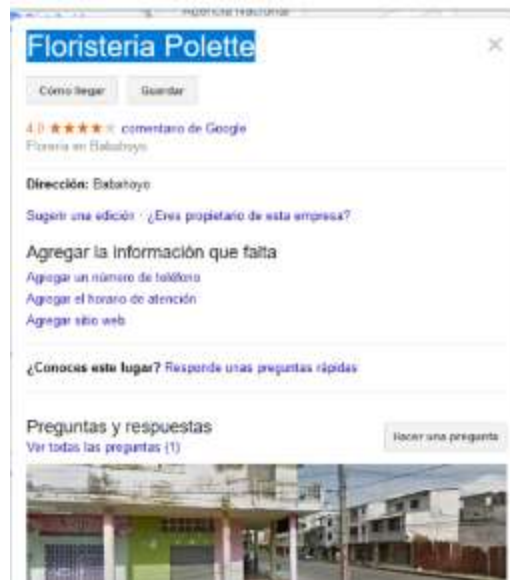 Agencia Nacional
Floristeria Polette
Cómo llegar Guardar
4,0 comentario de Google
Florería en Babahoyo
Dirección: Babahoyo
Sugerir una edición · ¿Eres propietario de esta empresa?
Agregar la información que falta
Agregar un número de teléfono
Agregar el horario de atención
Agregar sitio web
¿Conoces este lugar? Responde unas preguntas rápidas
Preguntas y respuestas
Hacer una pregunta
Ver todas las preguntas (1)